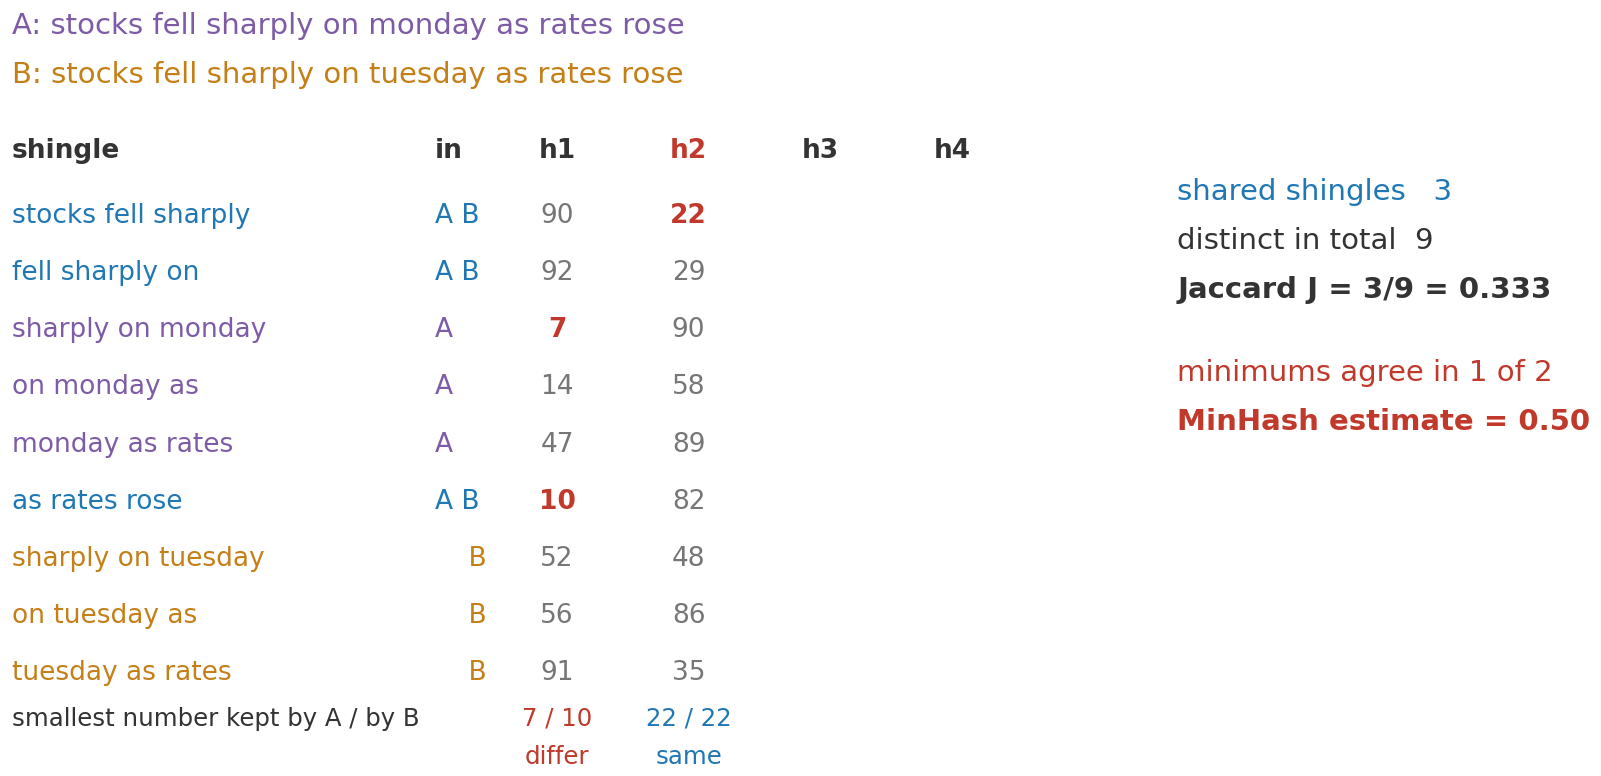 A: stocks fell sharply on monday as rates rose
B: stocks fell sharply on tuesday as rates rose
shingle in h1 h2 h3 h4
stocks fell sharply A B 90 22
fell sharply on A B 92 29
sharply on monday A 7 90
on monday as A 14 58
monday as rates A 47 89
as rates rose A B 10 82
sharply on tuesday B 52 48
on tuesday as B 56 86
tuesday as rates B 91 35
smallest number kept by A / by B 7 / 10 22 / 22
differ same
shared shingles 3
distinct in total 9
Jaccard J = 3/9 = 0.333
minimums agree in 1 of 2
MinHash estimate = 0.50